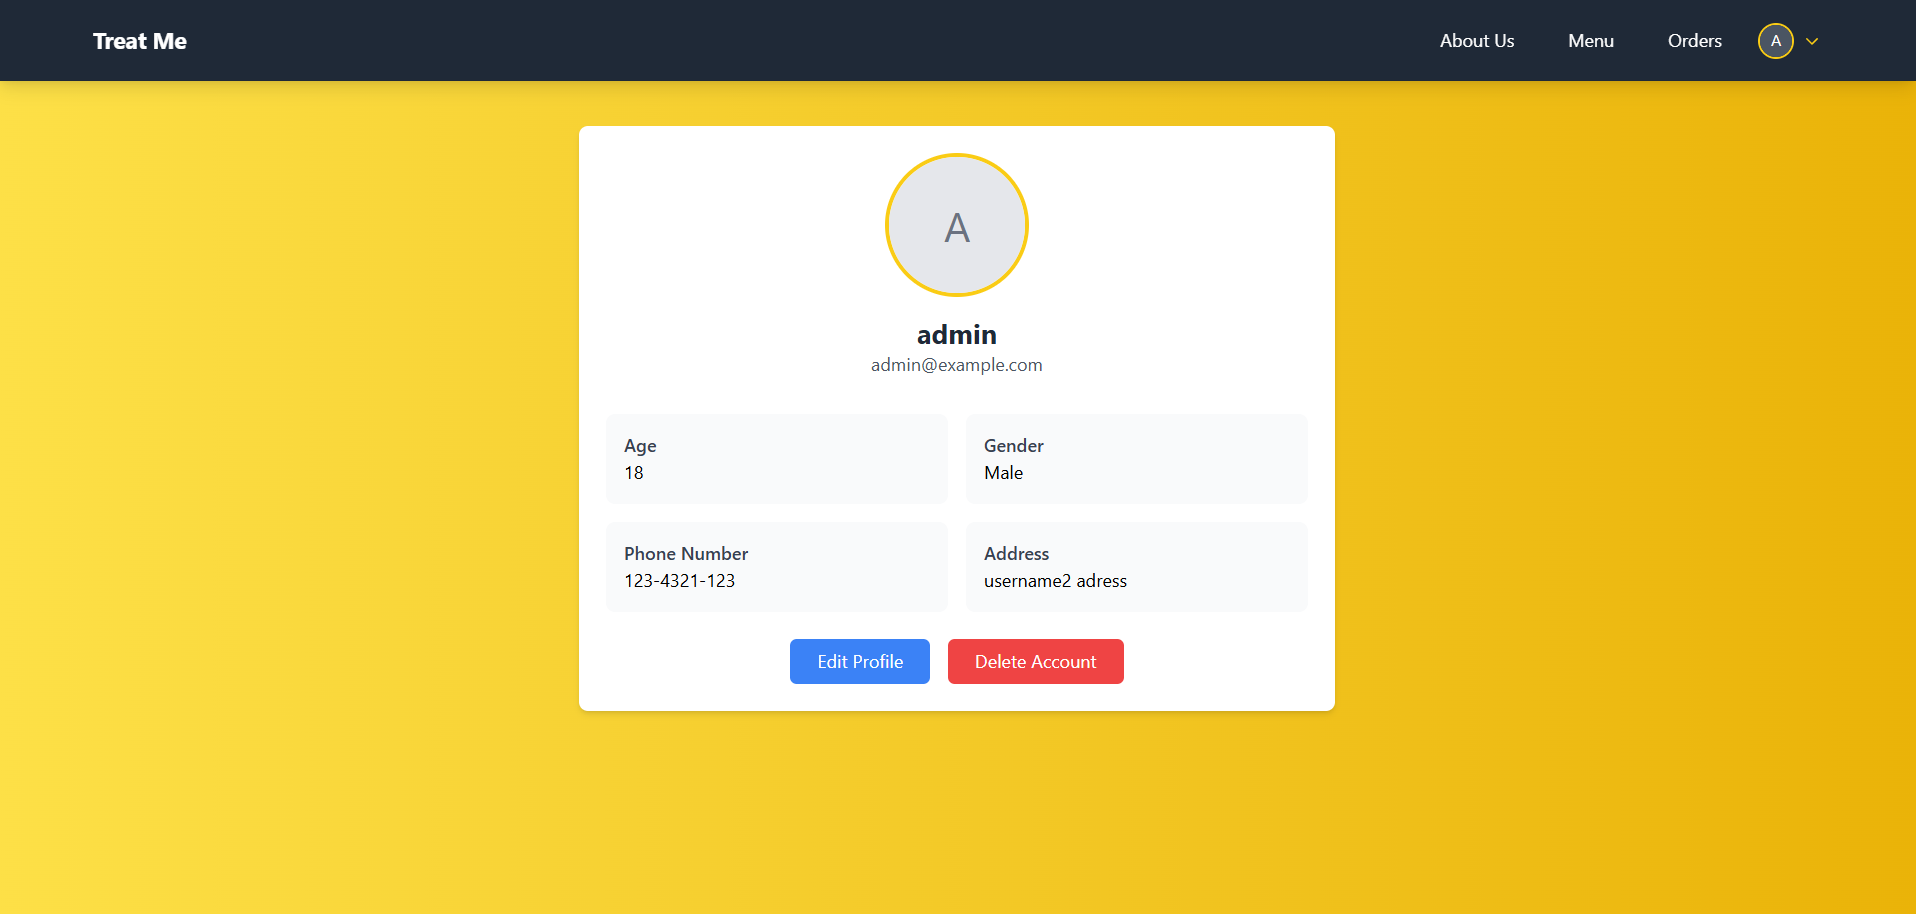 Treat Me
About Us Menu Orders A
A
admin
admin@example.com
Age
18
Gender
Male
Phone Number
123-4321-123
Address
username2 adress
Edit Profile Delete Account